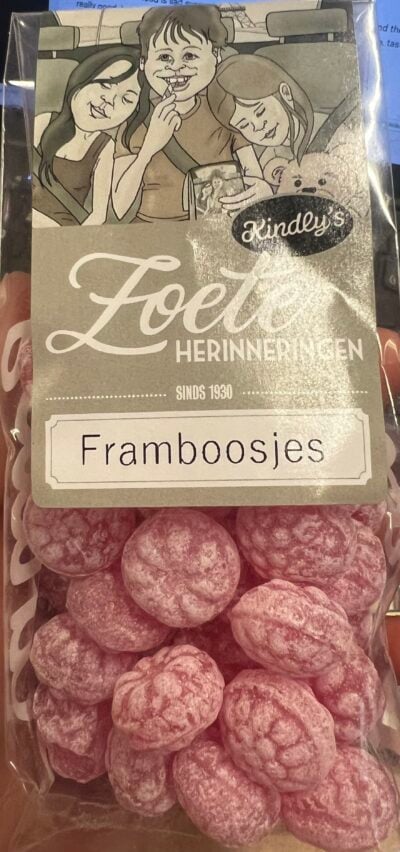 Kindly's
Zoete
HERINNERINGEN
SINDS 1930
Framboosjes